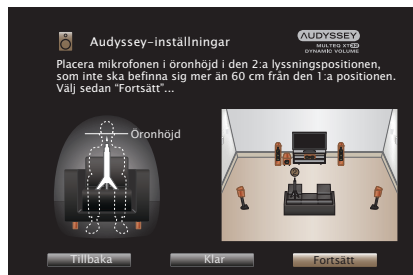 Audyssey-inställningar
AUDYSSEY
MULTEQ XT32
DYNAMIC VOLUME
Placera mikrofonen i öronhöjd i den 2:a lyssningspositionen,
som inte ska befinna sig mer än 60 cm från den 1:a positionen.
Välj sedan "Fortsätt"...
Öronhöjd
Tillbaka
Klar
Fortsätt